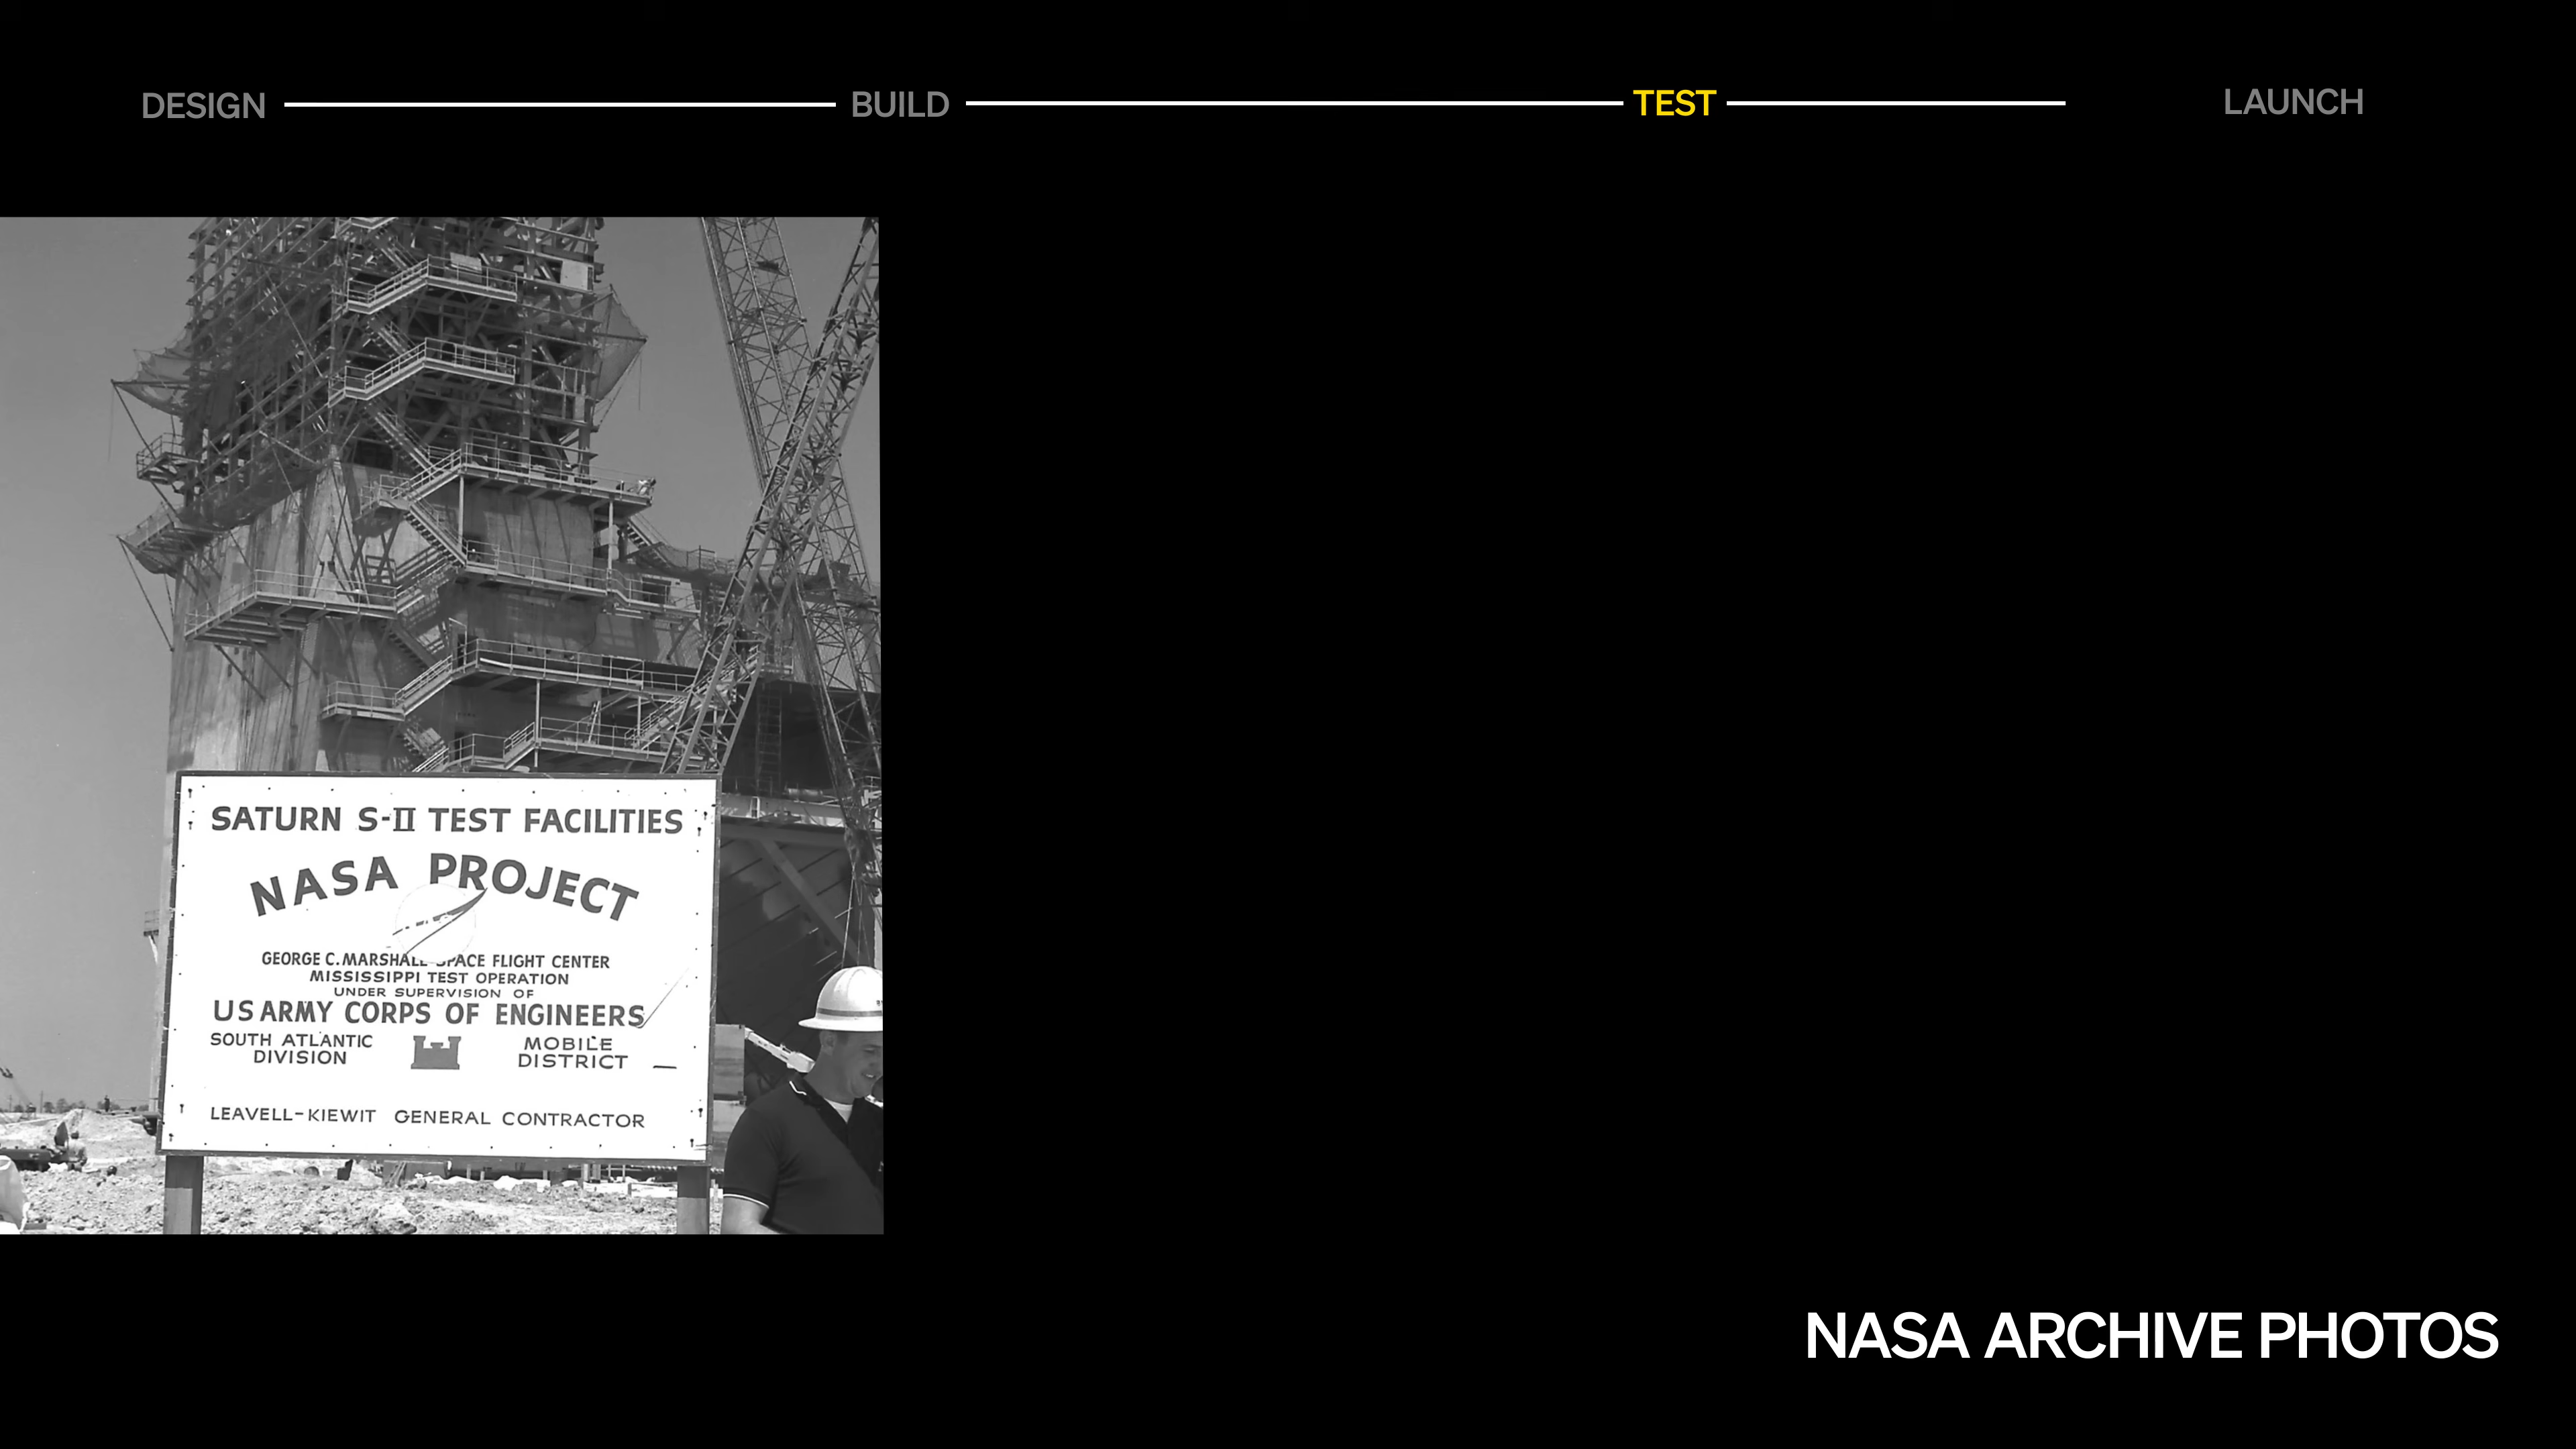 DESIGN BUILD TEST LAUNCH
SATURN S-II TEST FACILITIES
NASA PROJECT
GEORGE C. MARSHALL SPACE FLIGHT CENTER
MISSISSIPPI TEST OPERATION
UNDER SUPERVISION OF
US ARMY CORPS OF ENGINEERS
SOUTH ATLANTIC
DIVISION
MOBILE
DISTRICT
LEAVELL-KIEWIT GENERAL CONTRACTOR
NASA ARCHIVE PHOTOS